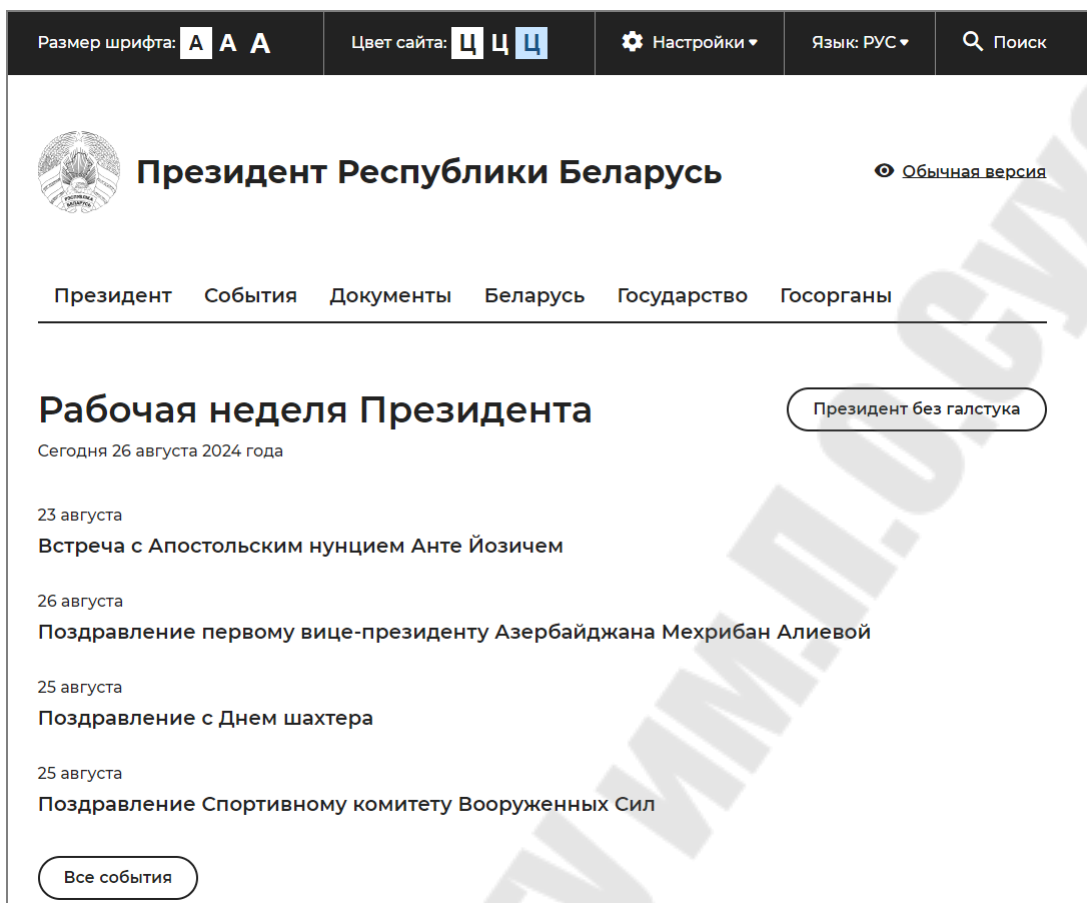 Размер шрифта: А А А Цвет сайта: Ц Ц Ц Настройки Язык: РУС Поиск
Президент Республики Беларусь
Обычная версия
РЭСПУБЛІКА
БЕЛАРУСЬ
Президент События Документы Беларусь Государство Госорганы
Рабочая неделя Президента
Президент без галстука
Сегодня 26 августа 2024 года
23 августа
Встреча с Апостольским нунцием Анте Йозичем
26 августа
Поздравление первому вице-президенту Азербайджана Мехрибан Алиевой
25 августа
Поздравление с Днем шахтера
25 августа
Поздравление Спортивному комитету Вооруженных Сил
Все события
ИМ.П.О.